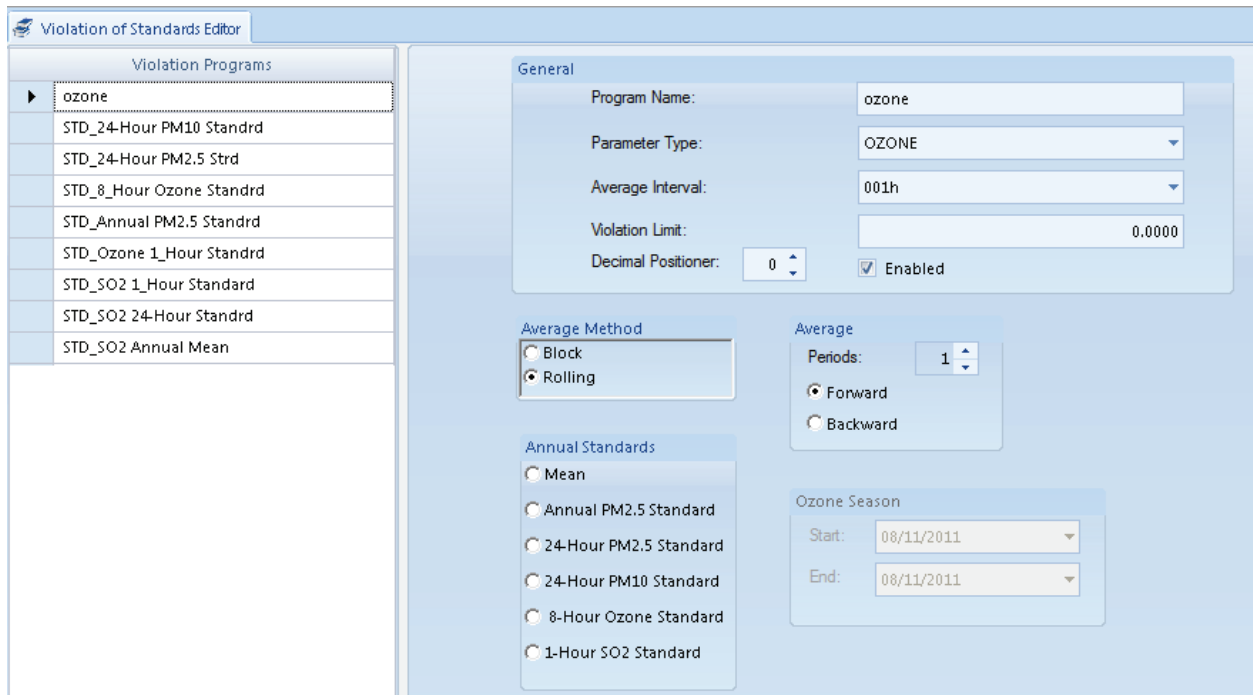 Violation of Standards Editor
Violation Programs
ozone
STD_24-Hour PM10 Standrd
STD_24-Hour PM2.5 Strd
STD_8_Hour Ozone Standrd
STD_Annual PM2.5 Standrd
STD_Ozone 1_Hour Standrd
STD_SO2 1_Hour Standard
STD_SO2 24-Hour Standrd
STD_SO2 Annual Mean
General
Program Name: ozone
Parameter Type: OZONE
Average Interval: 001h
Violation Limit: 0.0000
Decimal Positioner: 0 Enabled
Average Method
Block
Rolling
Average
Periods: 1
Forward
Backward
Annual Standards
Mean
Annual PM2.5 Standard
24-Hour PM2.5 Standard
24-Hour PM10 Standard
8-Hour Ozone Standard
1-Hour SO2 Standard
Ozone Season
Start: 08/11/2011
End: 08/11/2011